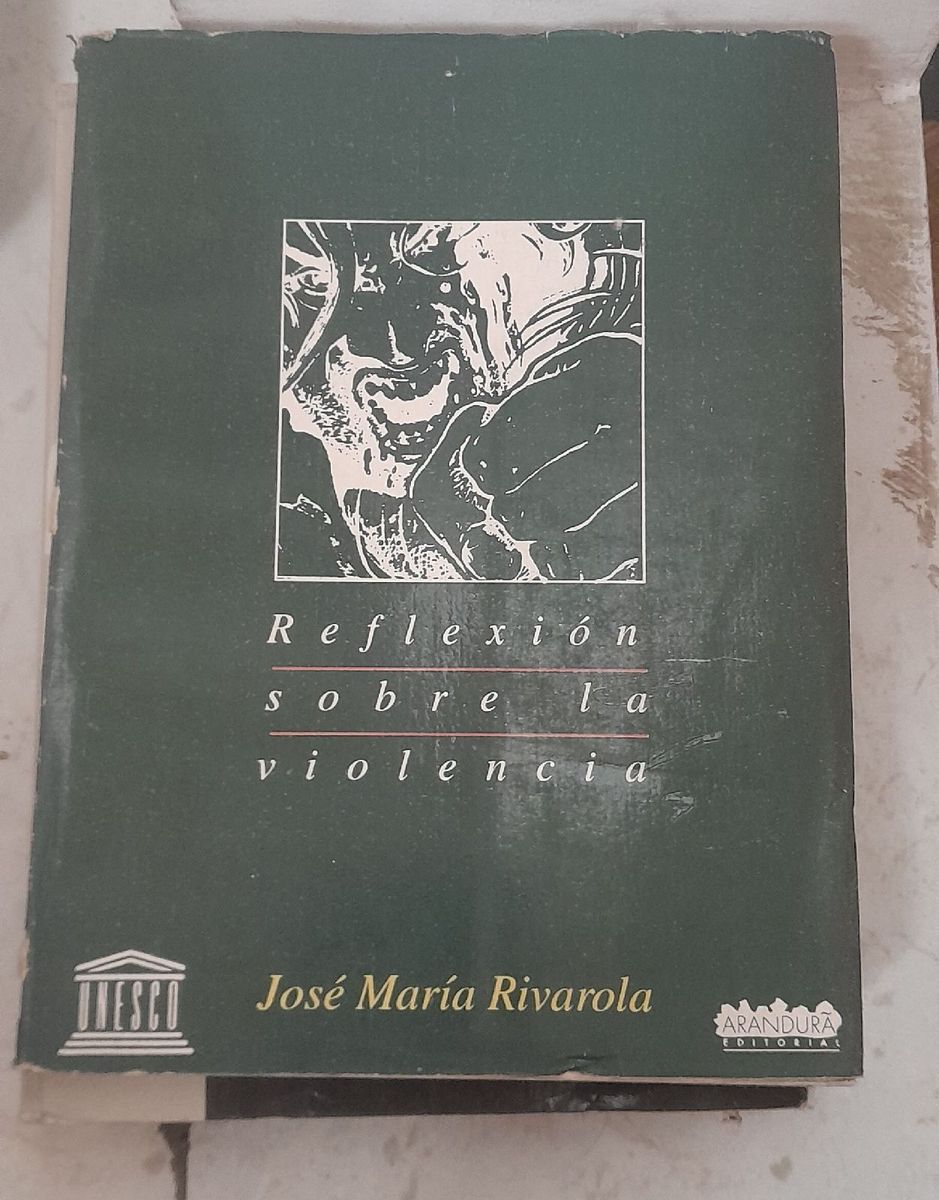 Reflexión
sobre la
violencia
José María Rivarola
UNESCO
ARANDURÃ
EDITORIAL